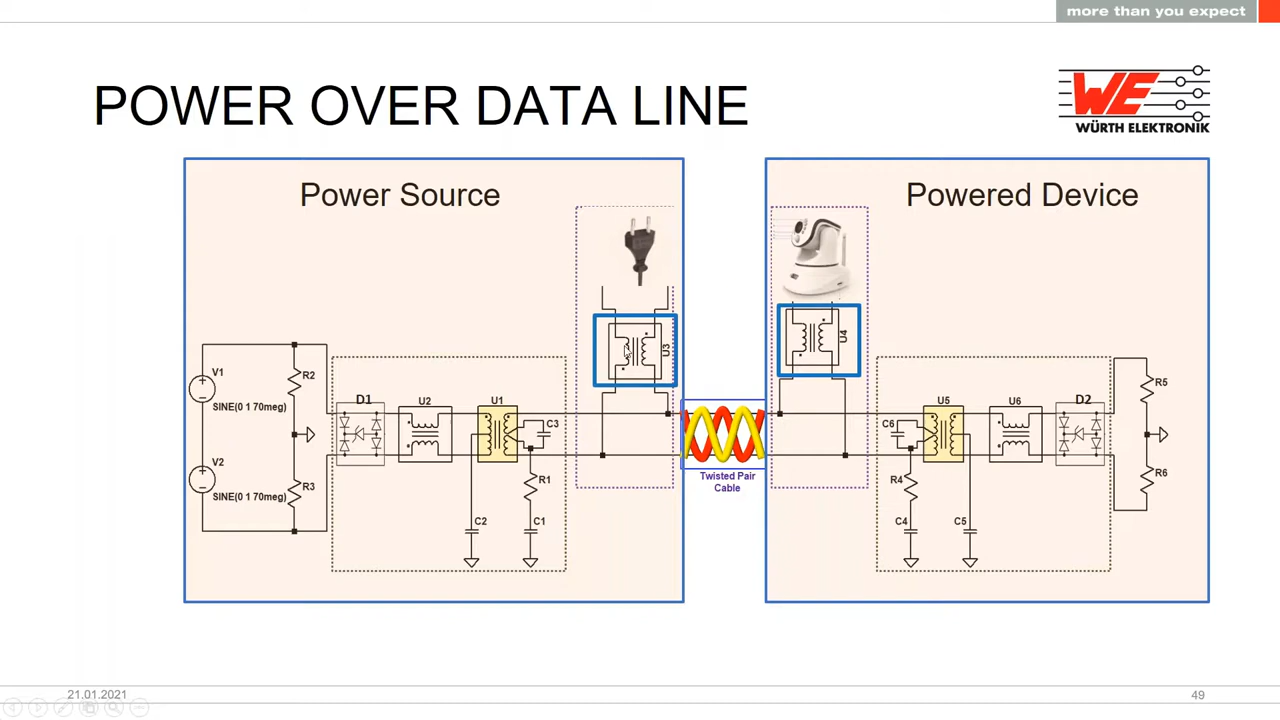 more than you expect
POWER OVER DATA LINE
WE
WÜRTH ELEKTRONIK
Power Source
Powered Device
U3
U4
V1
SINE(0 1 70meg)
R2
V2
SINE(0 1 70meg)
R3
D1
U2
U1
C3
R1
C2
C1
Twisted Pair
Cable
C6
U5
U6
D2
R4
C4
C5
R5
R6
21.01.2021
49